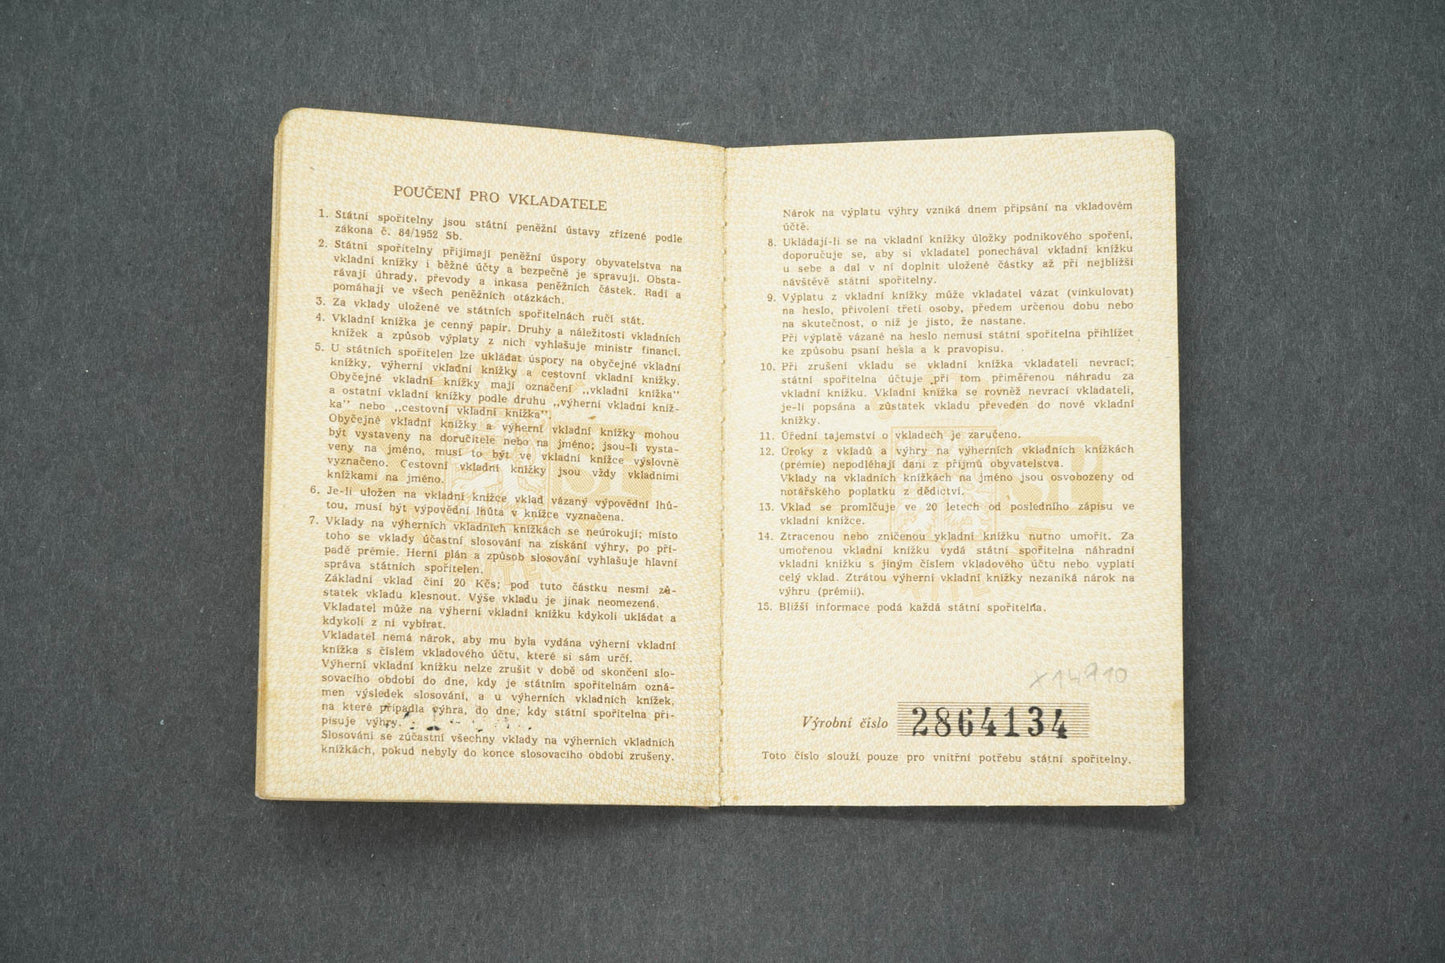 POUČENÍ PRO VKLADATELE
1. Státní spořitelny jsou státní peněžní ústavy zřízené podle
zákona č. 84/1952 Sb.
2. Státní spořitelny přijímají peněžní úspory obyvatelstva na
vkladní knížky i běžné účty a bezpečně je spravují. Obsta-
rávají úhrady, převody a inkasa peněžních částek. Radí a
pomáhají ve všech peněžních otázkách.
3. Za vklady uložené ve státních spořitelnách ručí stát.
4. Vkladní knížka je cenný papír. Druhy a náležitosti vkladních
knížek a způsob výplaty z nich vyhlašuje ministr financí.
5. U státních spořitelen lze ukládat úspory na obyčejné vkladní
knížky, výherní vkladní knížky a cestovní vkladní knížky.
Obyčejné vkladní knížky mají označení „vkladní knížka"
a ostatní vkladní knížky podle druhu „výherní vkladní kníž-
ka" nebo „cestovní vkladní knížka".
Obyčejné vkladní knížky a výherní vkladní knížky mohou
být vystaveny na doručitele nebo na jméno; jsou-li vysta-
veny na jméno, musí to být ve vkladní knížce výslovně
vyznačeno. Cestovní vkladní knížky jsou vždy vkladními
knížkami na jméno.
6. Je-li uložen na vkladní knížce vklad vázaný výpovědní lhů-
tou, musí být výpovědní lhůta v knížce vyznačena.
7. Vklady na výherních vkladních knížkách se neúrokují; místo
toho se vklady účastní slosování na získání výhry, po pří-
padě prémie. Herní plán a způsob slosování vyhlašuje hlavní
správa státních spořitelen.
Základní vklad činí 20 Kčs; pod tuto částku nesmí zů-
statek vkladu klesnout. Výše vkladu je jinak neomezená.
Vkladatel může na výherní vkladní knížku kdykoli ukládat a
kdykoli z ní vybírat.
Vkladatel nemá nárok, aby mu byla vydána výherní vkladní
knížka s číslem vkladového účtu, které si sám určí.
Výherní vkladní knížku nelze zrušit v době od skončení slo-
sovacího období do dne, kdy je státním spořitelnám ozná-
men výsledek slosování, a u výherních vkladních knížek,
na které připadla výhra, do dne, kdy státní spořitelna při-
pisuje výhry.
Slosování se zúčastní všechny vklady na výherních vkladních
knížkách, pokud nebyly do konce slosovacího období zrušeny.
Nárok na výplatu výhry vzniká dnem připsání na vkladovém
účtě.
8. Ukládají-li se na vkladní knížky úložky podnikového spoření,
doporučuje se, aby si vkladatel ponechával vkladní knížku
u sebe a dal v ní doplnit uložené částky až při nejbližší
návštěvě státní spořitelny.
9. Výplatu z vkladní knížky může vkladatel vázat (vinkulovat)
na heslo, přivolení třetí osoby, předem určenou dobu nebo
na skutečnost, o níž je jisto, že nastane.
Při výplatě vázané na heslo nemusí státní spořitelna přihlížet
ke způsobu psaní hesla a k pravopisu.
10. Při zrušení vkladu se vkladní knížka vkladateli nevrací;
státní spořitelna účtuje při tom přiměřenou náhradu za
vkladní knížku. Vkladní knížka se rovněž nevrací vkladateli,
je-li popsána a zůstatek vkladu převeden do nové vkladní
knížky.
11. Úřední tajemství o vkladech je zaručeno.
12. Úroky z vkladů a výhry na výherních vkladních knížkách
(prémie) nepodléhají dani z příjmů obyvatelstva.
Vklady na vkladních knížkách na jméno jsou osvobozeny od
notářského poplatku z dědictví.
13. Vklad se promlčuje ve 20 letech od posledního zápisu ve
vkladní knížce.
14. Ztracenou nebo zničenou vkladní knížku nutno umořit. Za
umořenou vkladní knížku vydá státní spořitelna náhradní
vkladní knížku s jiným číslem vkladového účtu nebo vyplatí
celý vklad. Ztrátou výherní vkladní knížky nezaniká nárok na
výhru (prémii).
15. Bližší informace podá každá státní spořitelna.
Výrobní číslo 2864134
Toto číslo slouží pouze pro vnitřní potřebu státní spořitelny.